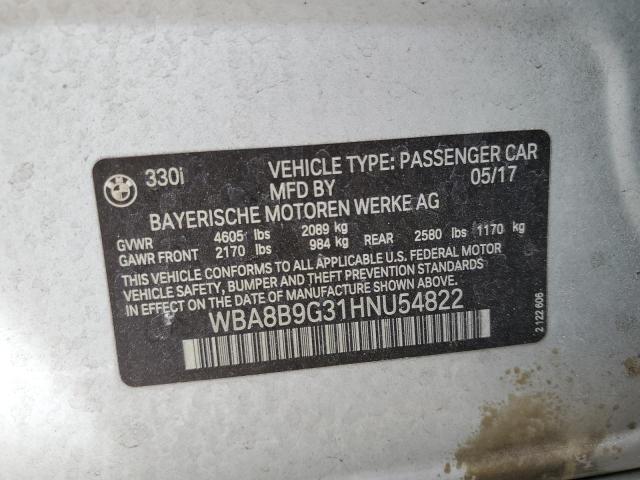 330i VEHICLE TYPE: PASSENGER CAR
MFD BY 05/17
BAYERISCHE MOTOREN WERKE AG
GVWR 4605 lbs 2089 kg
GAWR FRONT 2170 lbs 984 kg REAR 2580 lbs 1170 kg
THIS VEHICLE CONFORMS TO ALL APPLICABLE U.S. FEDERAL MOTOR
VEHICLE SAFETY, BUMPER, AND THEFT PREVENTION STANDARDS
IN EFFECT ON THE DATE OF MANUFACTURE SHOWN ABOVE.
WBA8B9G31HNU54822
2 122 606